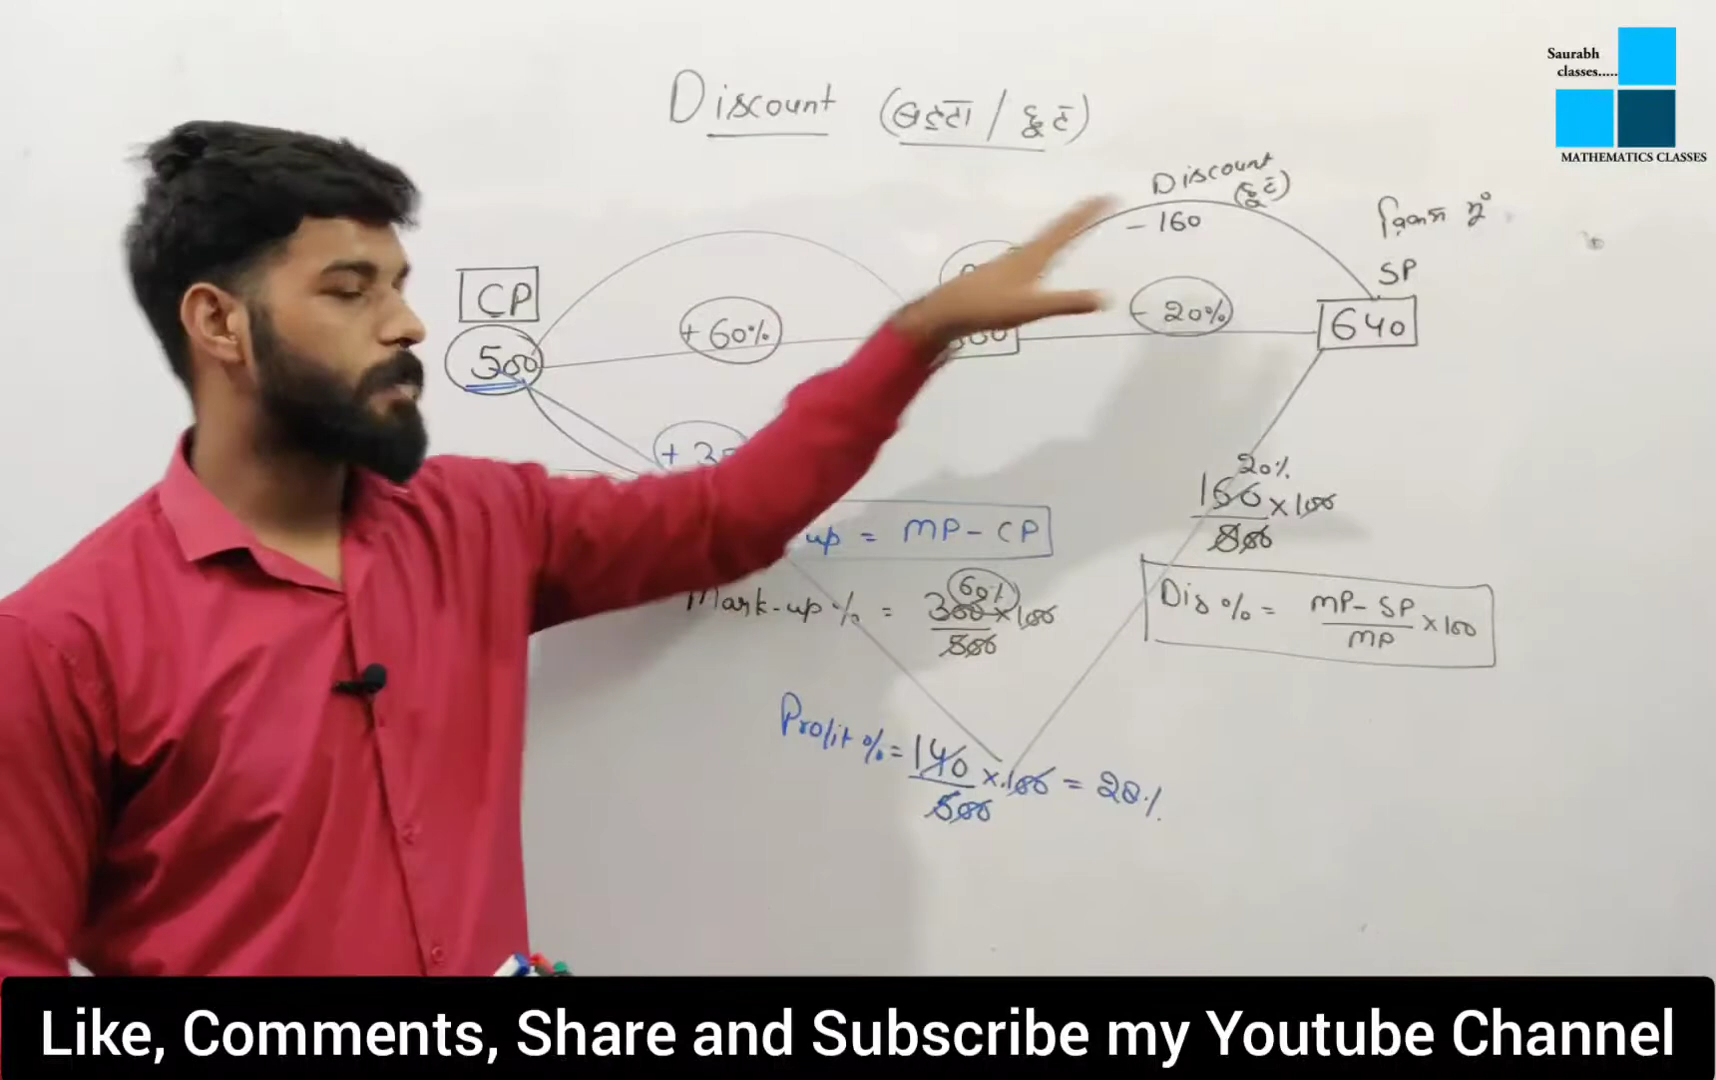 Saurabh
classes.....
MATHEMATICS CLASSES
Discount (बट्टा / छूट)
Discount
(छूट)
- 160
SP
CP
+ 60%
- 20%
640
500
+ 30
20%
160 × 100
800
up = MP - CP
60%
Mark-up % = 300 × 100
500
Dis % = MP - SP × 100
MP
Profit % = 140 × 100 = 28%
500
Like, Comments, Share and Subscribe my Youtube Channel